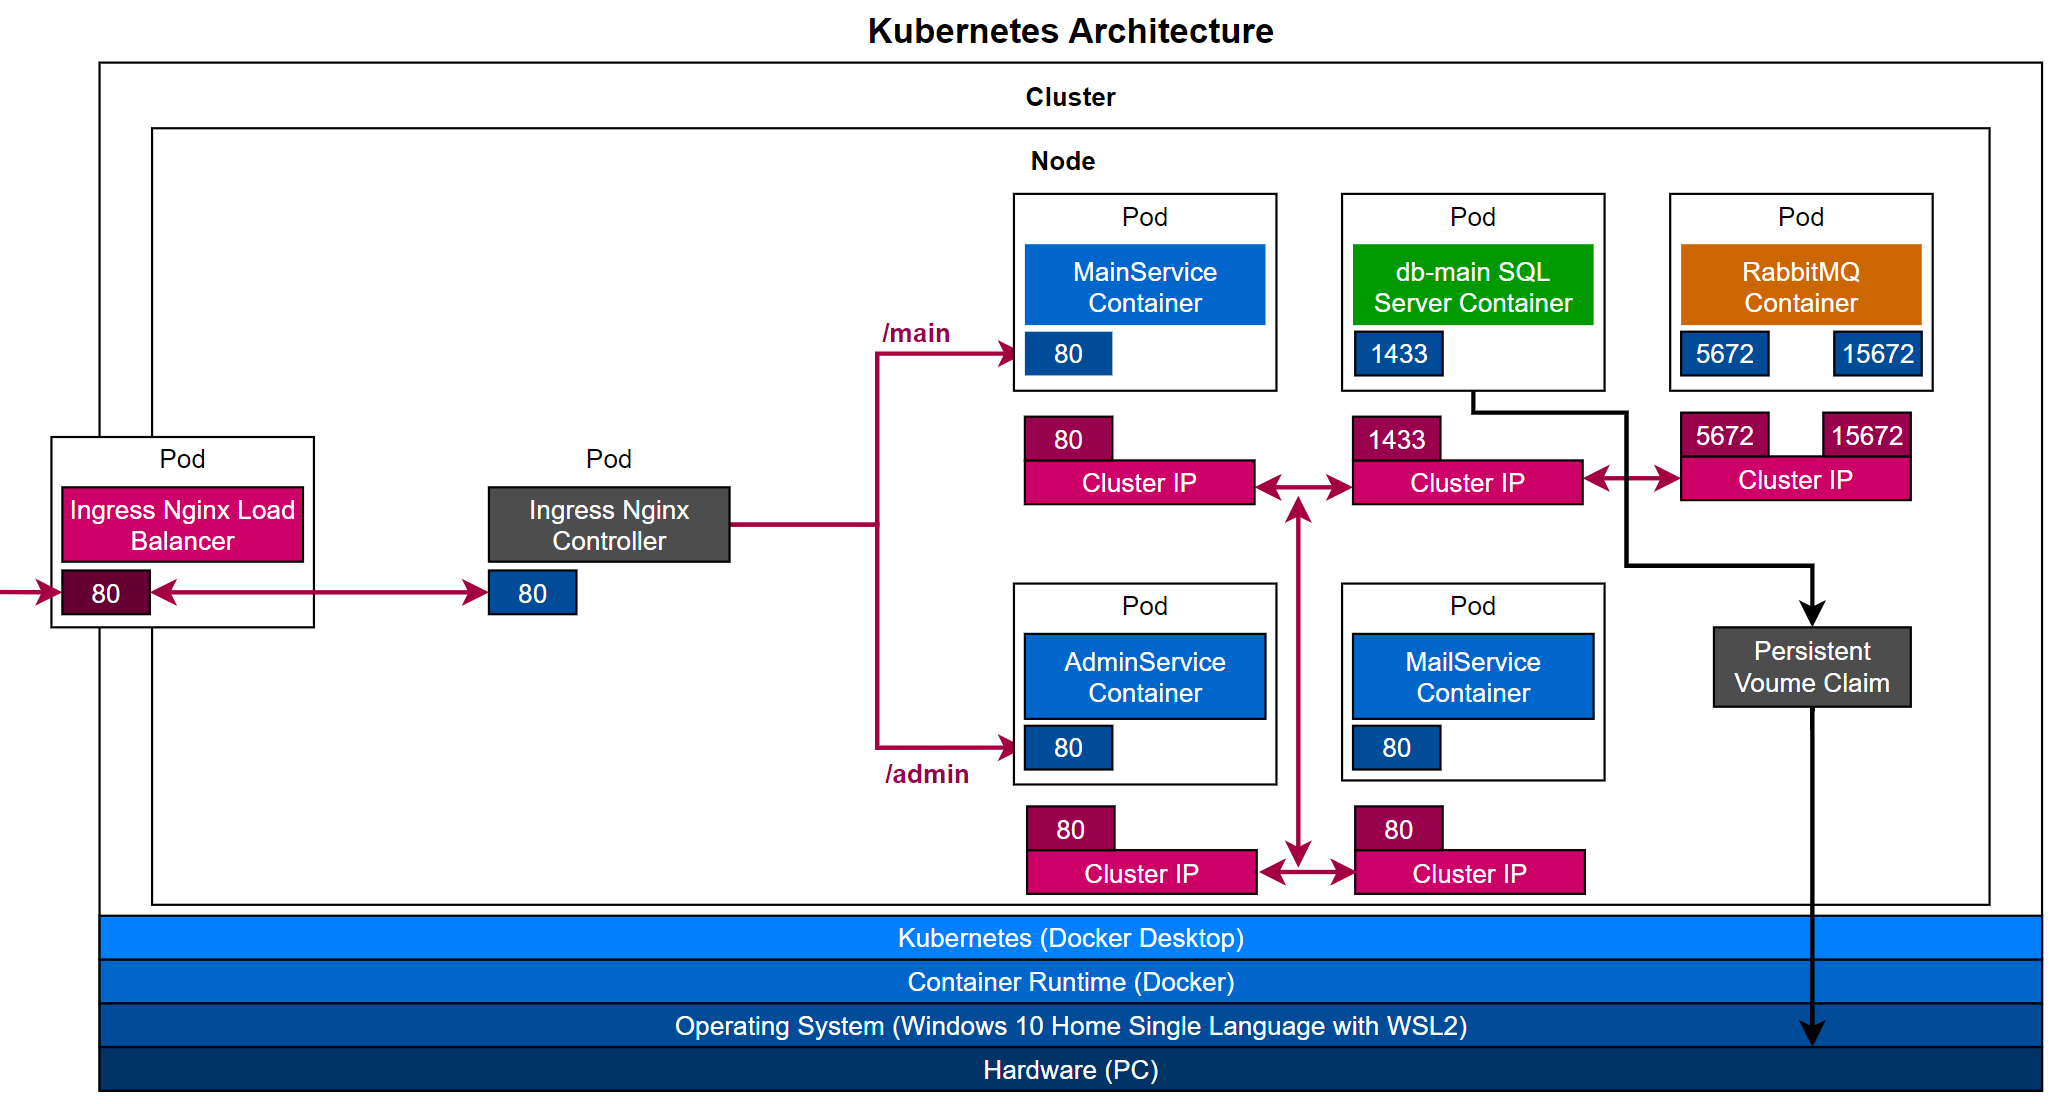 Kubernetes Architecture
Cluster
Node
Pod
MainService
Container
80
80
Cluster IP
Pod
db-main SQL
Server Container
1433
1433
Cluster IP
Pod
RabbitMQ
Container
5672
15672
5672
15672
Cluster IP
/main
Pod
Ingress Nginx Load
Balancer
80
Pod
Ingress Nginx
Controller
80
/admin
Pod
AdminService
Container
80
80
Cluster IP
Pod
MailService
Container
80
80
Cluster IP
Persistent
Voume Claim
Kubernetes (Docker Desktop)
Container Runtime (Docker)
Operating System (Windows 10 Home Single Language with WSL2)
Hardware (PC)